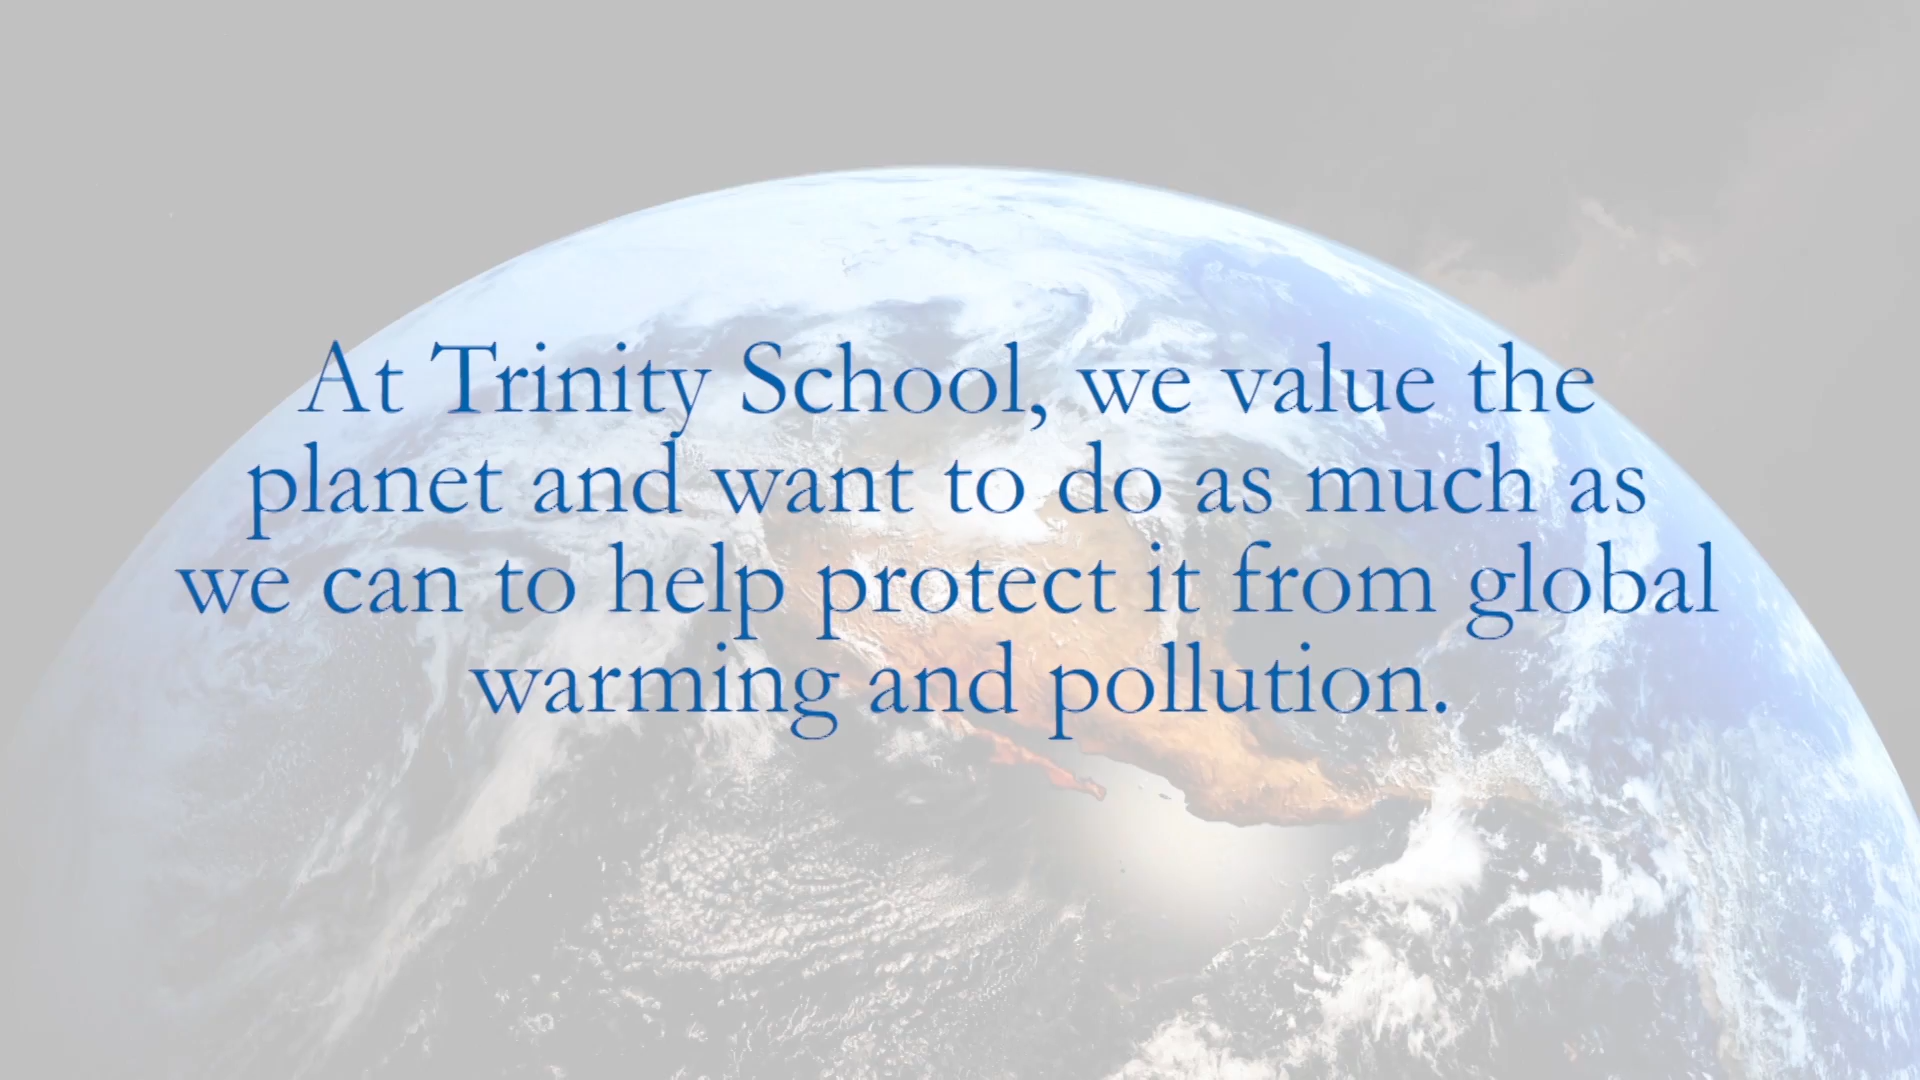 At Trinity School, we value the
planet and want to do as much as
we can to help protect it from global
warming and pollution.